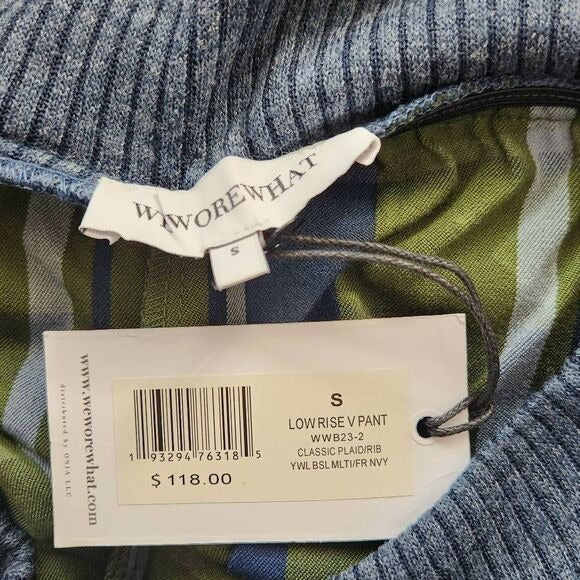 WEWOREWHAT
S
www.weworewhat.com
distributed by ONIA LLC
S
LOW RISE V PANT
WWB23-2
CLASSIC PLAID/RIB
YWL BSL MLTI/FR NVY
1 93294 76318 5
$ 118.00